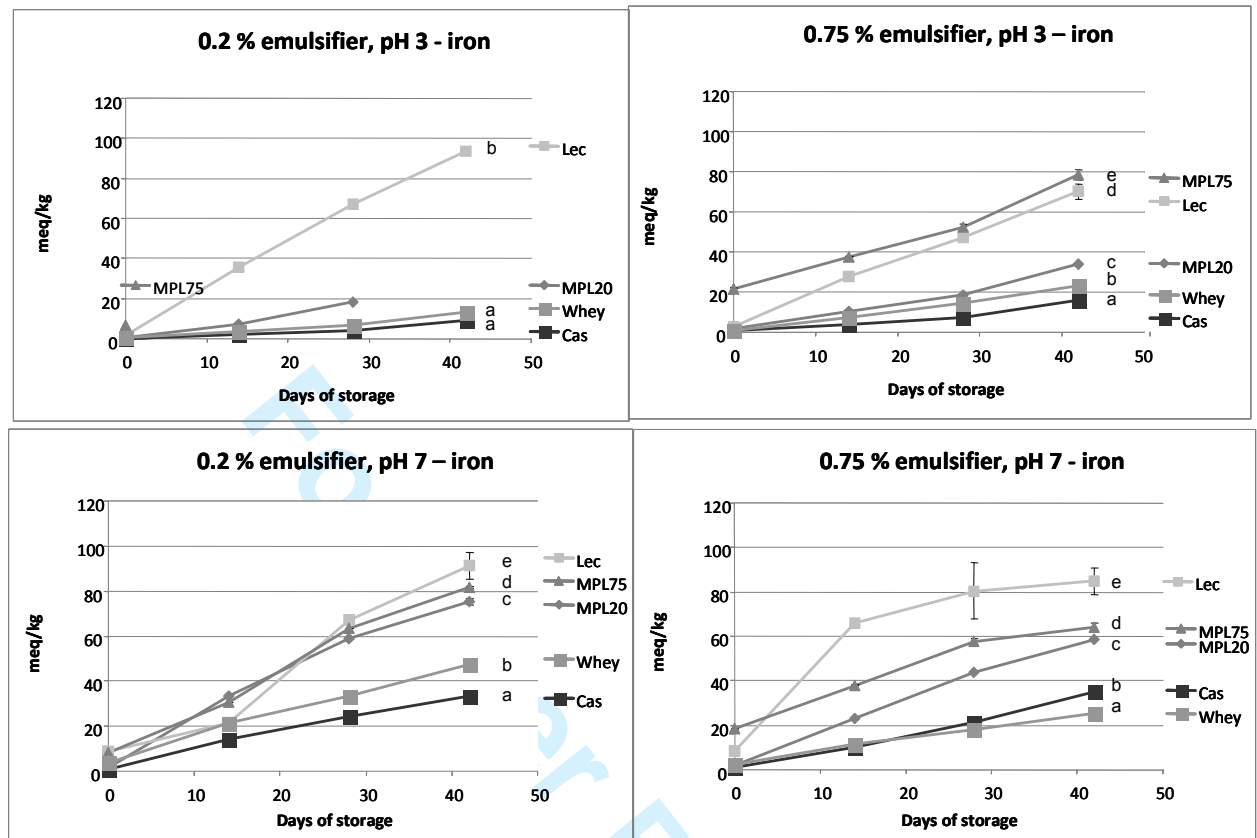 0.2 % emulsifier, pH 3 - iron
120
100
80
60
40
20
0
meq/kg
0 10 20 30 40 50
Days of storage
b
a
a
Lec
MPL75
MPL20
Whey
Cas
0.75 % emulsifier, pH 3 – iron
120
100
80
60
40
20
0
meq/kg
0 10 20 30 40 50
Days of storage
e
d
c
b
a
MPL75
Lec
MPL20
Whey
Cas
0.2 % emulsifier, pH 7 – iron
120
100
80
60
40
20
0
meq/kg
0 10 20 30 40 50
Days of storage
e
d
c
b
a
Lec
MPL75
MPL20
Whey
Cas
0.75 % emulsifier, pH 7 - iron
120
100
80
60
40
20
0
meq/kg
0 10 20 30 40 50
Days of storage
e
d
c
b
a
Lec
MPL75
MPL20
Cas
Whey